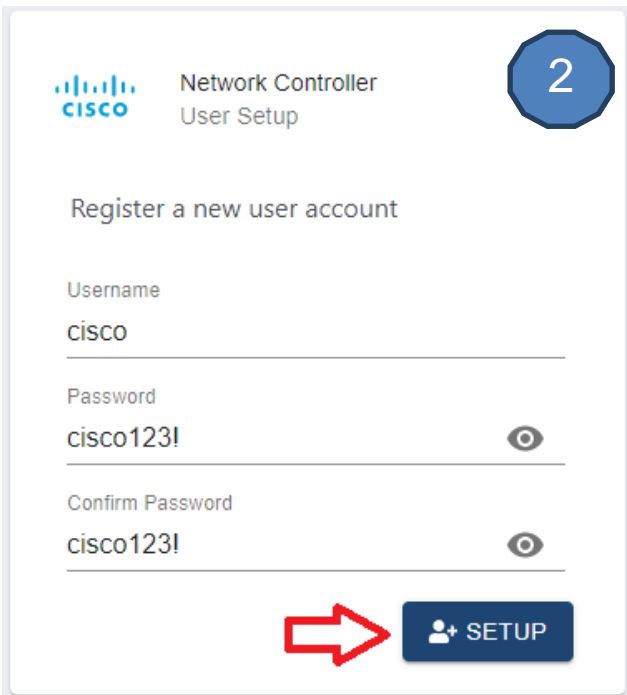 CISCO
Network Controller
User Setup
2
Register a new user account
Username
cisco
Password
cisco123!
Confirm Password
cisco123!
SETUP